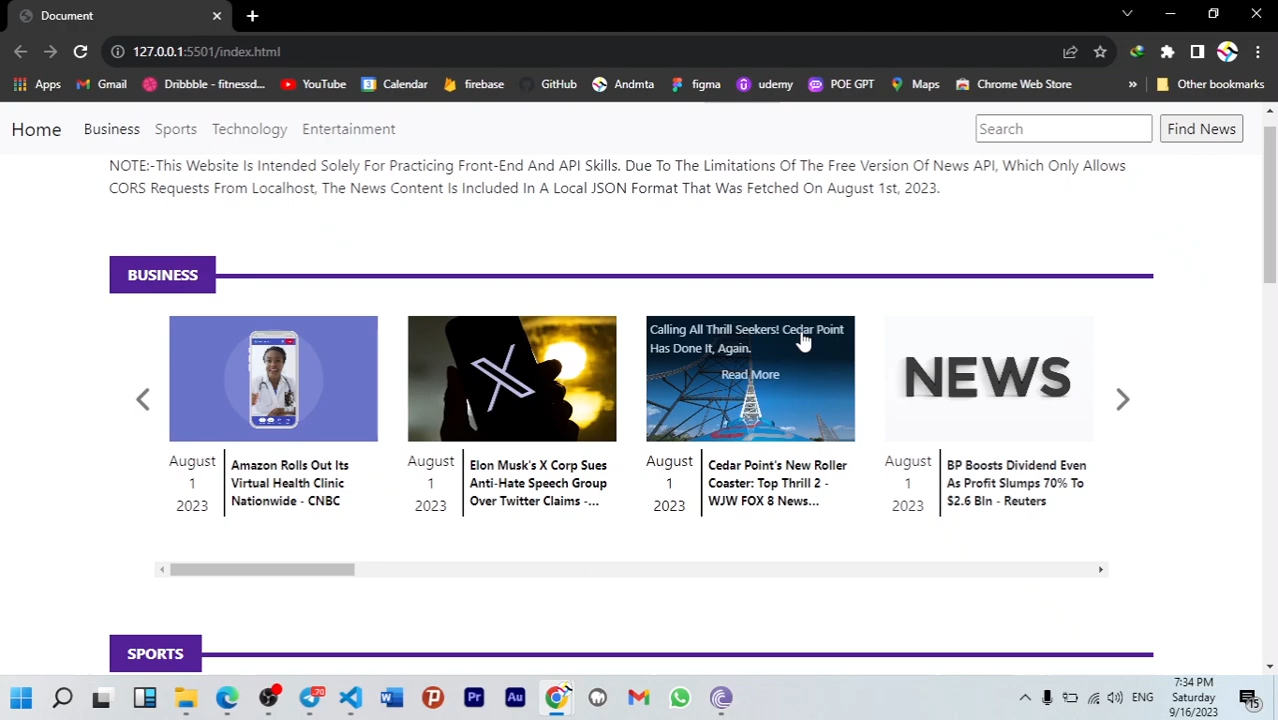 Document
127.0.0.1:5501/index.html
Apps
Gmail
Dribbble - fitnessd...
YouTube
Calendar
firebase
GitHub
Andmta
figma
udemy
POE GPT
Maps
Chrome Web Store
»
Other bookmarks
Home
Business
Sports
Technology
Entertainment
Search
Find News
NOTE:-This Website Is Intended Solely For Practicing Front-End And API Skills. Due To The Limitations Of The Free Version Of News API, Which Only Allows
CORS Requests From Localhost, The News Content Is Included In A Local JSON Format That Was Fetched On August 1st, 2023.
BUSINESS
Calling All Thrill Seekers! Cedar Point
Has Done It, Again.
Read More
NEWS
August
1
2023
Amazon Rolls Out Its
Virtual Health Clinic
Nationwide - CNBC
August
1
2023
Elon Musk's X Corp Sues
Anti-Hate Speech Group
Over Twitter Claims -...
August
1
2023
Cedar Point's New Roller
Coaster: Top Thrill 2 -
WJW FOX 8 News...
August
1
2023
BP Boosts Dividend Even
As Profit Slumps 70% To
$2.6 Bln - Reuters
SPORTS
70
W
Pr
Au
ENG
7:34 PM
Saturday
9/16/2023
15